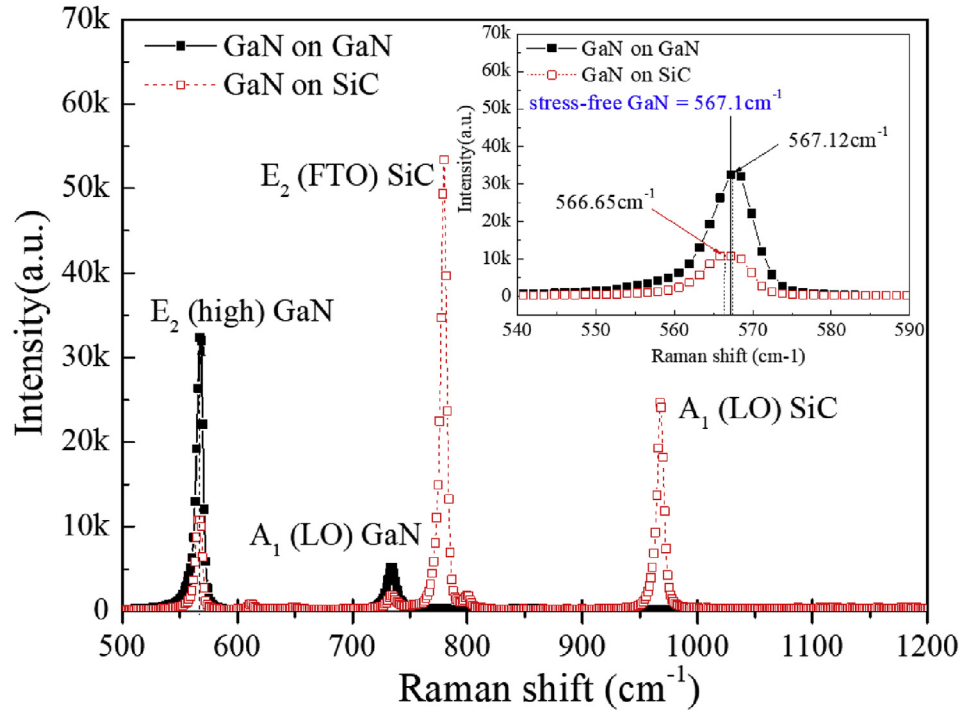 70k
60k
50k
40k
30k
20k
10k
0
Intensity(a.u.)
500
600
700
800
900
1000
1100
1200
Raman shift (cm⁻¹)
GaN on GaN
GaN on SiC
E₂ (FTO) SiC
E₂ (high) GaN
A₁ (LO) GaN
A₁ (LO) SiC
70k
60k
50k
40k
30k
20k
10k
0
Intensity(a.u.)
GaN on GaN
GaN on SiC
stress-free GaN = 567.1cm⁻¹
567.12cm⁻¹
566.65cm⁻¹
540
550
560
570
580
590
Raman shift (cm-1)